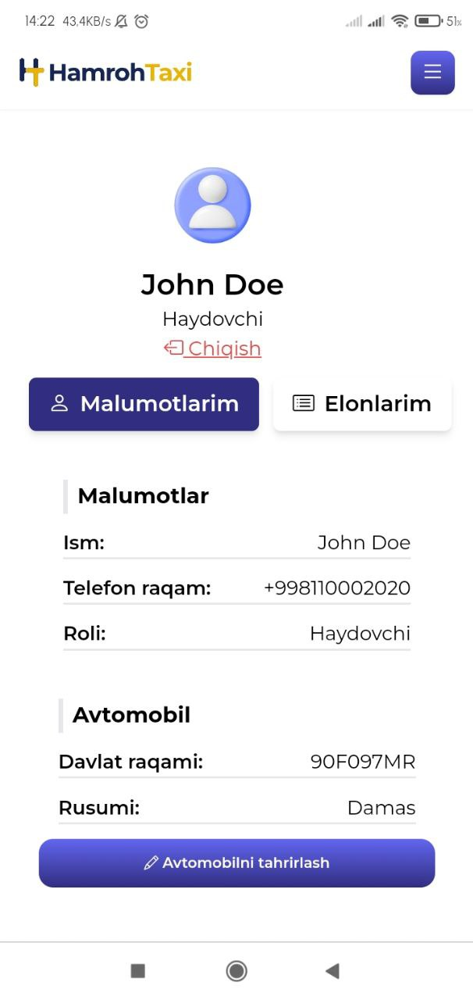 14:22 43,4KB/s 51%
HamrohTaxi
John Doe
Haydovchi
Chiqish
Malumotlarim Elonlarim
Malumotlar
Ism: John Doe
Telefon raqam: +998110002020
Roli: Haydovchi
Avtomobil
Davlat raqami: 90F097MR
Rusumi: Damas
Avtomobilni tahrirlash